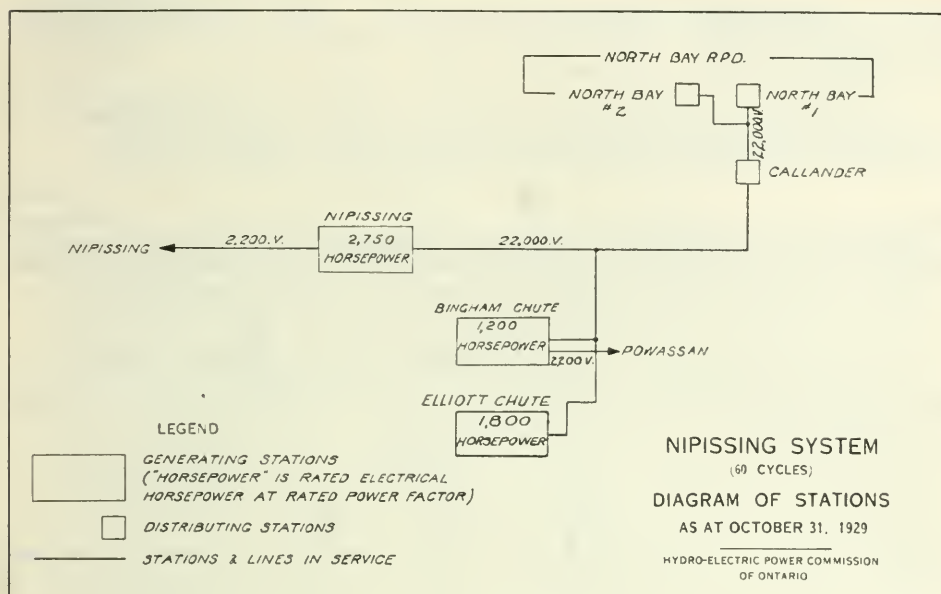 NORTH BAY R.P.D.
NORTH BAY
#2
NORTH BAY
#1
22,000V.
CALLANDER
NIPISSING
NIPISSING
2,200.V.
2,750
HORSEPOWER
22,000.V.
BINGHAM CHUTE
1,200
HORSEPOWER
2,200V.
POWASSAN
ELLIOTT CHUTE
1,800
HORSEPOWER
LEGEND
GENERATING STATIONS
("HORSEPOWER" IS RATED ELECTRICAL
HORSEPOWER AT RATED POWER FACTOR)
DISTRIBUTING STATIONS
STATIONS & LINES IN SERVICE
NIPISSING SYSTEM
(60 CYCLES)
DIAGRAM OF STATIONS
AS AT OCTOBER 31, 1929
HYDRO-ELECTRIC POWER COMMISSION
OF ONTARIO